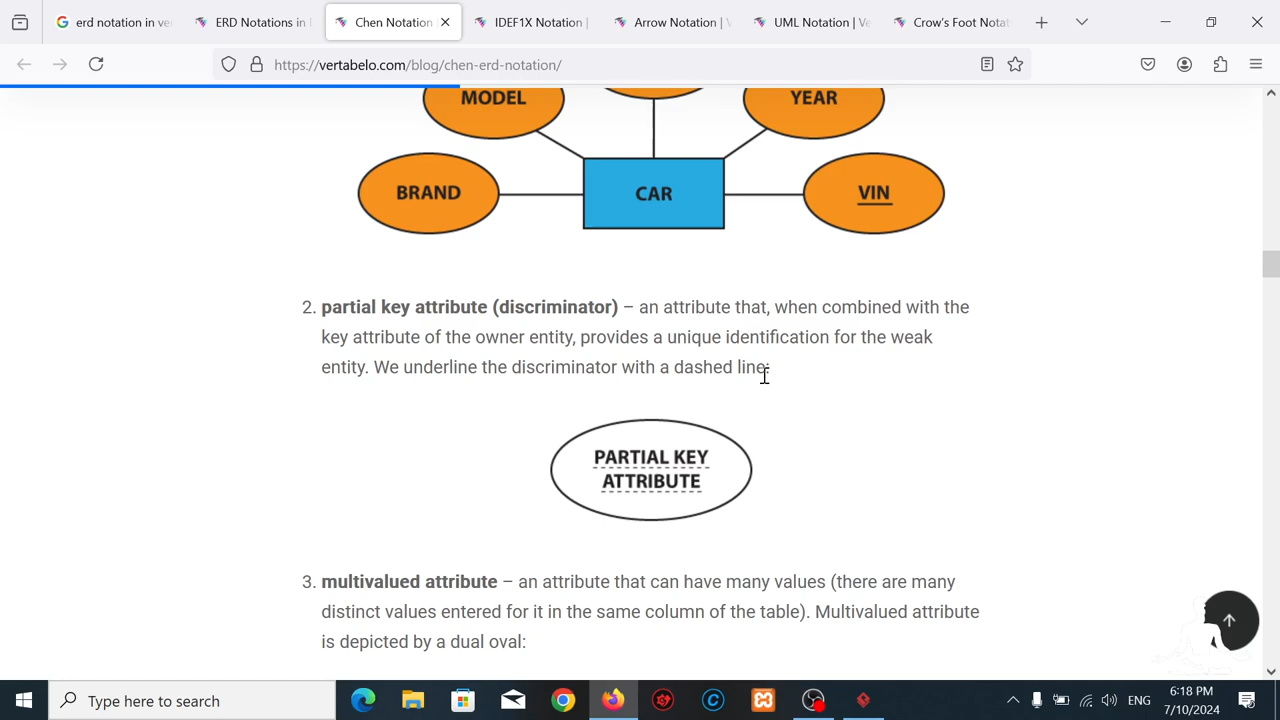 erd notation in ve
ERD Notations in
Chen Notation
IDEF1X Notation |
Arrow Notation | V
UML Notation | Ve
Crow's Foot Notat
https://vertabelo.com/blog/chen-erd-notation/
MODEL
YEAR
BRAND
CAR
VIN
2. partial key attribute (discriminator) – an attribute that, when combined with the
key attribute of the owner entity, provides a unique identification for the weak
entity. We underline the discriminator with a dashed line:
PARTIAL KEY
ATTRIBUTE
3. multivalued attribute – an attribute that can have many values (there are many
distinct values entered for it in the same column of the table). Multivalued attribute
is depicted by a dual oval:
Type here to search
ENG
6:18 PM
7/10/2024